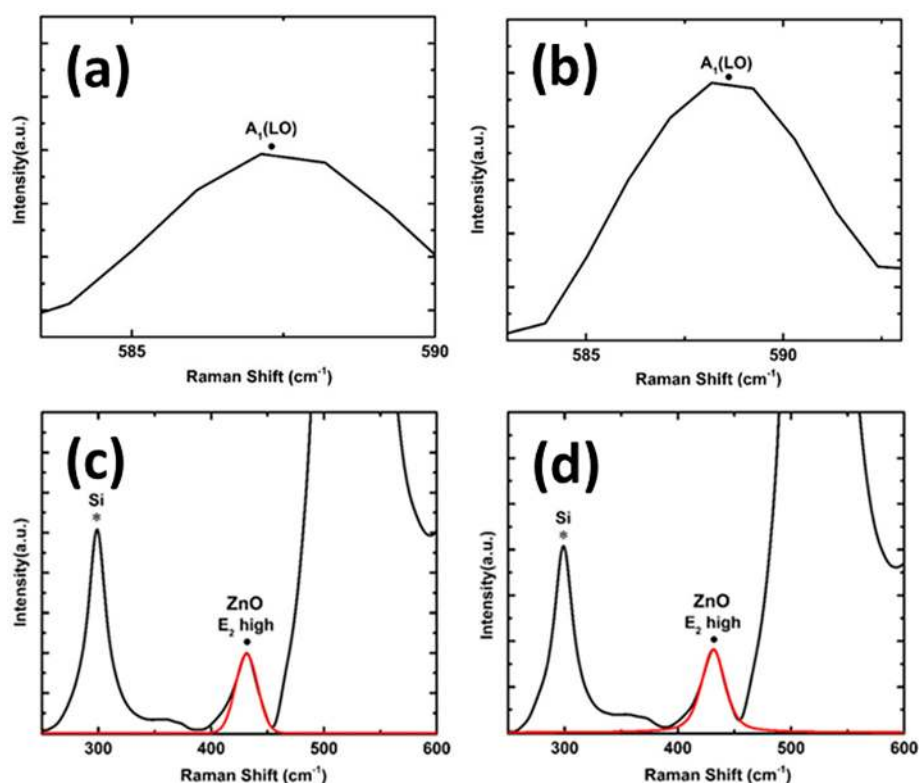 (a)
A₁(LO)
Intensity(a.u.)
585
590
Raman Shift (cm⁻¹)
(b)
A₁(LO)
Intensity(a.u.)
585
590
Raman Shift (cm⁻¹)
(c)
Si
*
ZnO
E₂ high
Intensity(a.u.)
300
400
500
600
Raman Shift (cm⁻¹)
(d)
Si
*
ZnO
E₂ high
Intensity(a.u.)
300
400
500
600
Raman Shift (cm⁻¹)